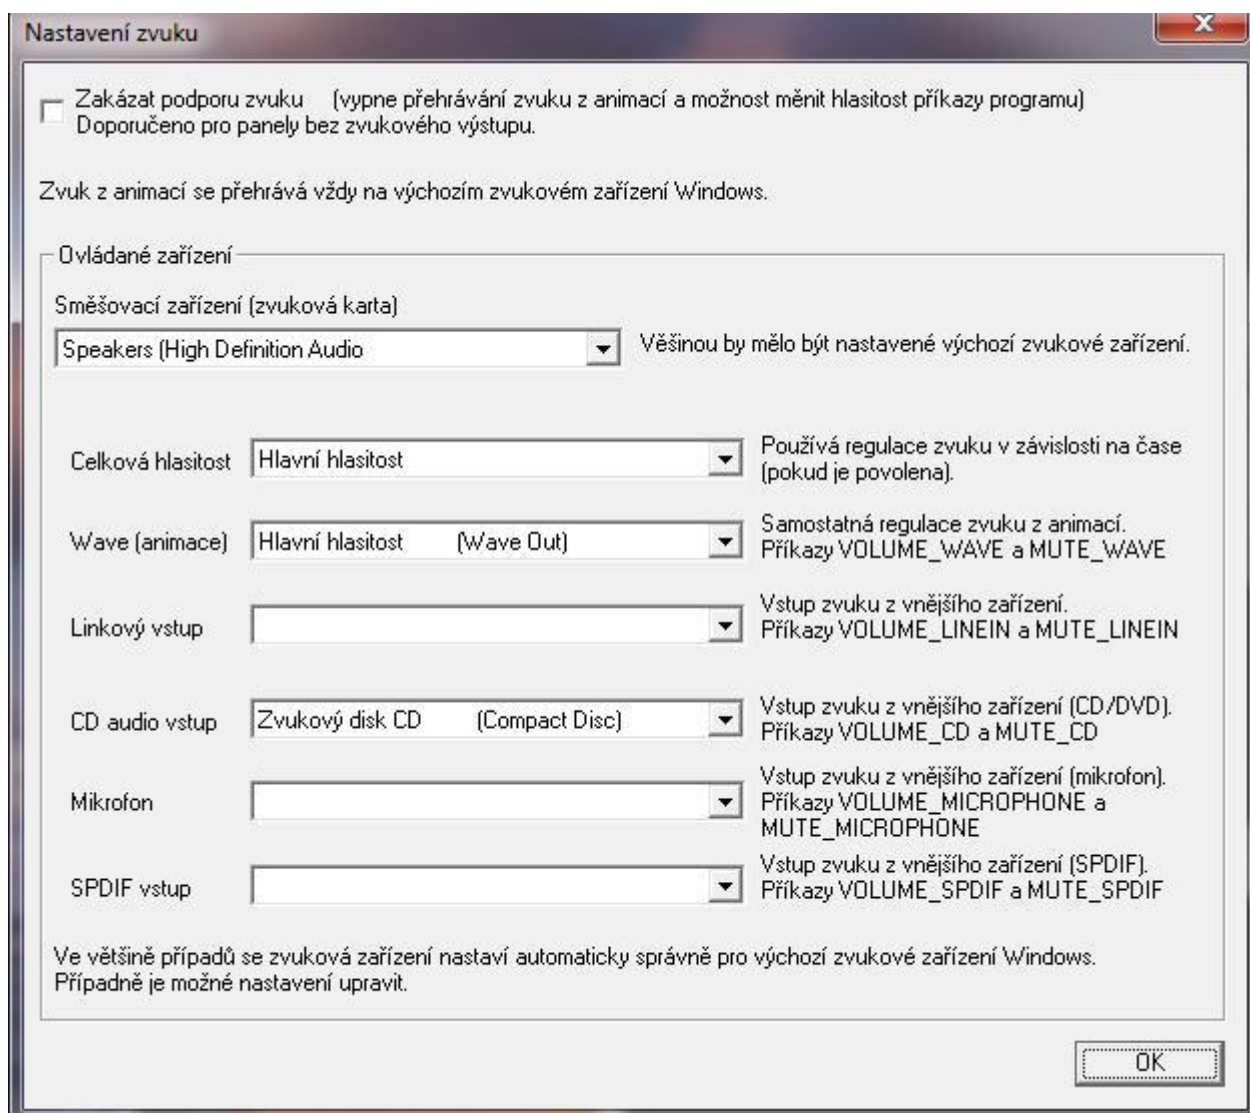 Nastavení zvuku
Zakázat podporu zvuku (vypne přehrávání zvuku z animací a možnost měnit hlasitost příkazy programu)
Doporučeno pro panely bez zvukového výstupu.
Zvuk z animací se přehrává vždy na výchozím zvukovém zařízení Windows.
Ovládané zařízení
Směšovací zařízení (zvuková karta)
Speakers (High Definition Audio
Věšinou by mělo být nastavené výchozí zvukové zařízení.
Celková hlasitost
Hlavní hlasitost
Používá regulace zvuku v závislosti na čase
(pokud je povolena).
Wave (animace)
Hlavní hlasitost (Wave Out)
Samostatná regulace zvuku z animací.
Příkazy VOLUME_WAVE a MUTE_WAVE
Linkový vstup
Vstup zvuku z vnějšího zařízení.
Příkazy VOLUME_LINEIN a MUTE_LINEIN
CD audio vstup
Zvukový disk CD (Compact Disc)
Vstup zvuku z vnějšího zařízení (CD/DVD).
Příkazy VOLUME_CD a MUTE_CD
Mikrofon
Vstup zvuku z vnějšího zařízení (mikrofon).
Příkazy VOLUME_MICROPHONE a
MUTE_MICROPHONE
SPDIF vstup
Vstup zvuku z vnějšího zařízení (SPDIF).
Příkazy VOLUME_SPDIF a MUTE_SPDIF
Ve většině případů se zvuková zařízení nastaví automaticky správně pro výchozí zvukové zařízení Windows.
Případně je možné nastavení upravit.
OK